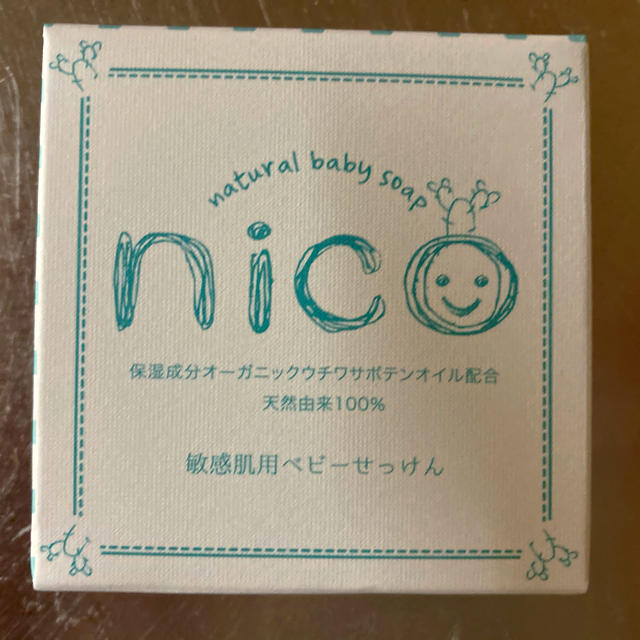 natural baby soap
nico
保湿成分オーガニックウチワサボテンオイル配合
天然由来100%
敏感肌用ベビーせっけん